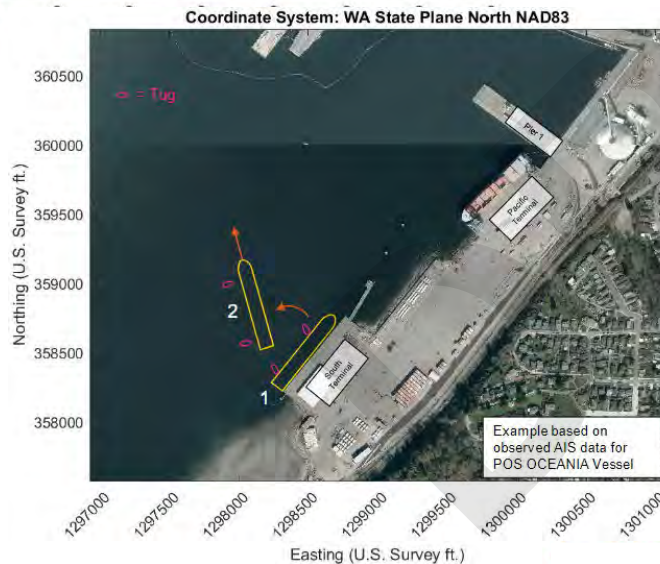 Coordinate System: WA State Plane North NAD83
= Tug
360500
360000
359500
359000
358500
358000
Northing (U.S. Survey ft.)
Pier 1
Pacific
Terminal
2
South
Terminal
1
Example based on
observed AIS data for
POS OCEANIA Vessel
1297000
1297500
1298000
1298500
1299000
1299500
1300000
1300500
1301000
Easting (U.S. Survey ft.)